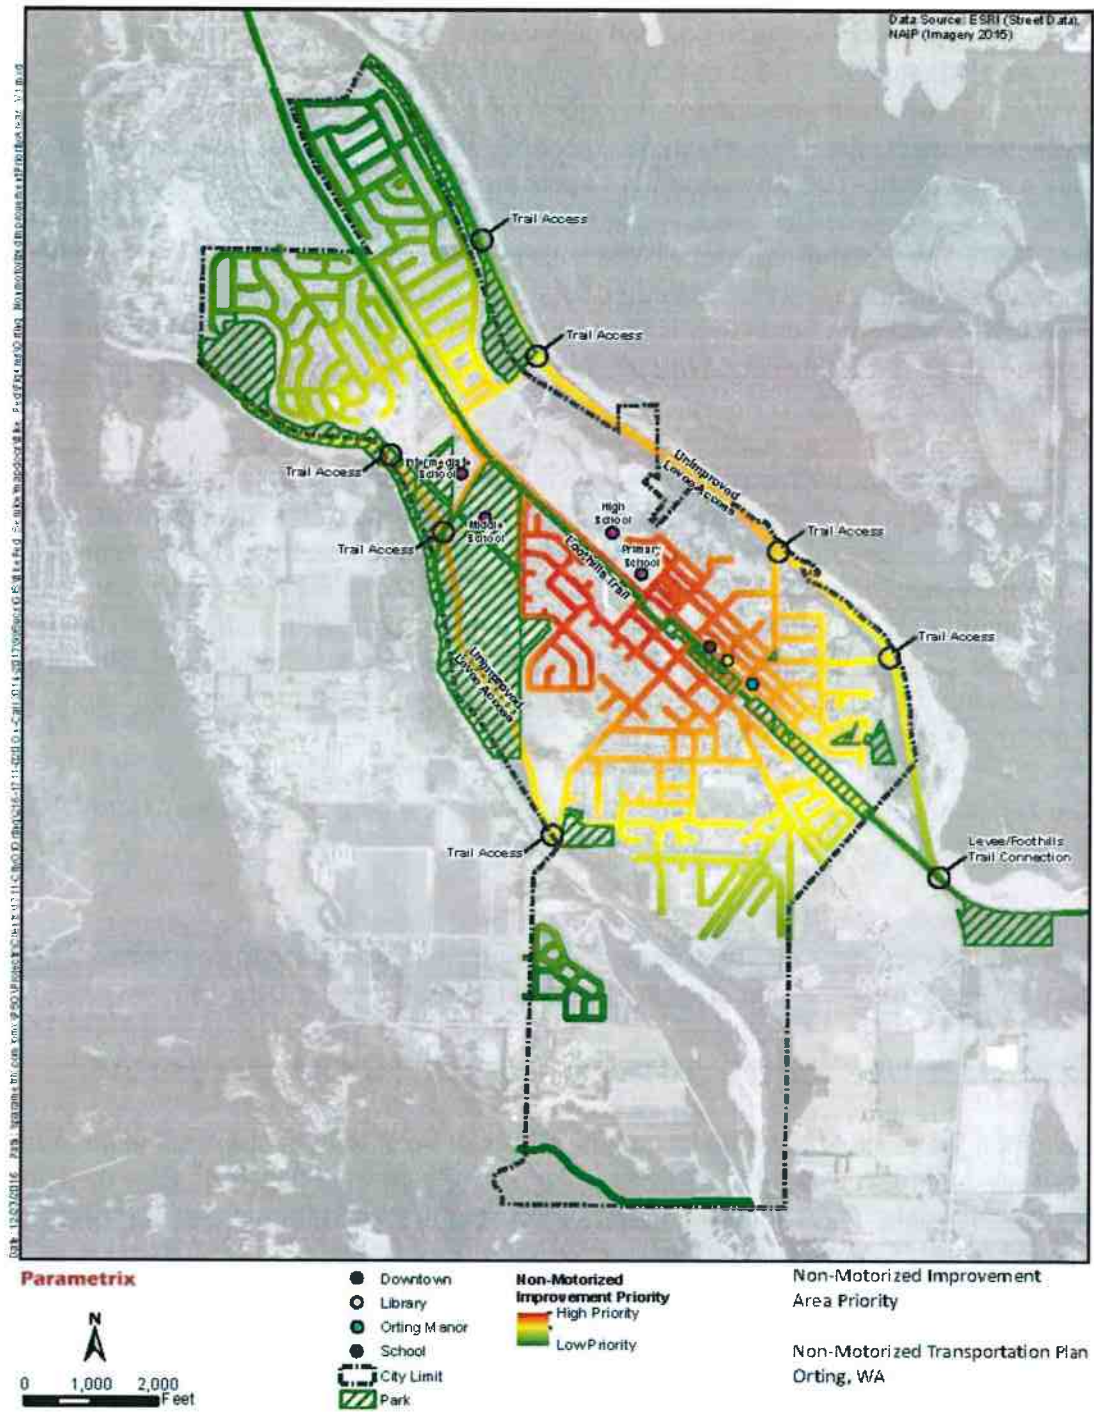 Data Source: ESRI (Street Data),
NAIP (Imagery 2015)
Trail Access
Trail Access
Trail Access
Intermediate
School
Trail Access
Middle
School
Unimproved
Levee Access
High
School
Primary
School
Foothills Trail
Trail Access
Trail Access
Unimproved
Levee Access
Trail Access
Levee/Foothills
Trail Connection
Parametrix
N
0 1,000 2,000
Feet
Downtown
Library
Orting Manor
School
City Limit
Park
Non-Motorized
Improvement Priority
High Priority
Low Priority
Non-Motorized Improvement
Area Priority
Non-Motorized Transportation Plan
Orting, WA
Date: 12/27/2016